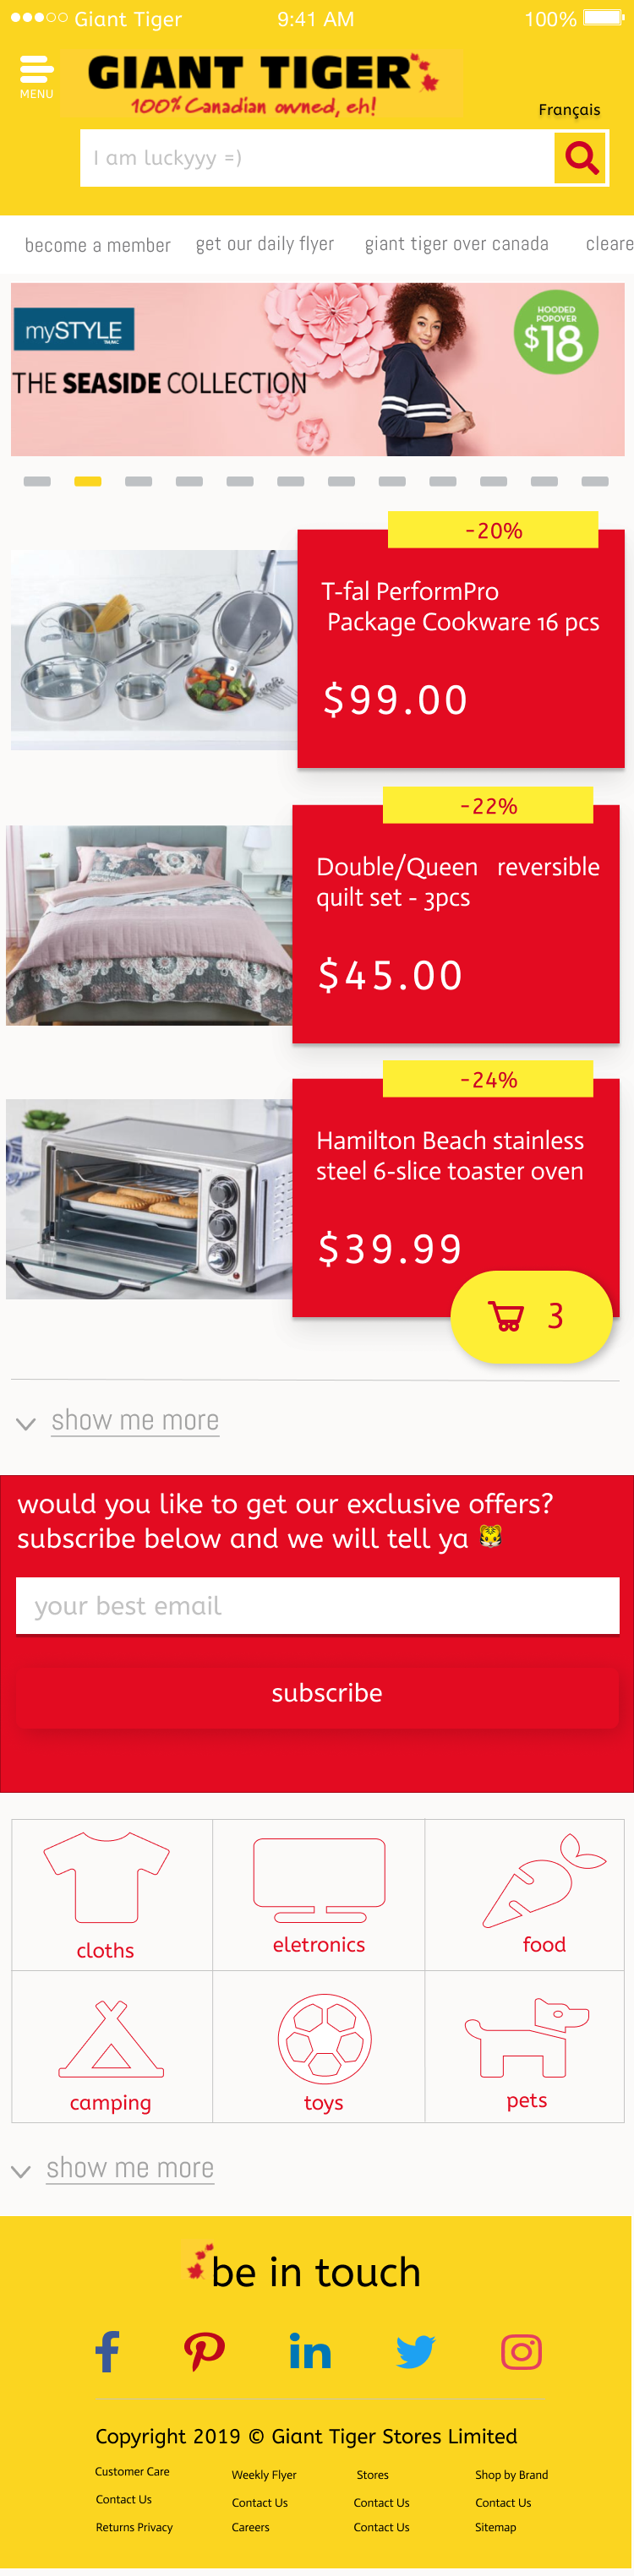 Giant Tiger 9:41 AM 100%
GIANT TIGER
100% Canadian owned, eh!
MENU
Français
I am luckyyy =)
become a member get our daily flyer giant tiger over canada cleare
mySTYLE
TM.INC
THE SEASIDE COLLECTION
HOODED
POPOVER
$18
-20%
T-fal PerformPro
Package Cookware 16 pcs
$99.00
-22%
Double/Queen reversible
quilt set - 3pcs
$45.00
-24%
Hamilton Beach stainless
steel 6-slice toaster oven
$39.99
3
show me more
would you like to get our exclusive offers?
subscribe below and we will tell ya 🐯
your best email
subscribe
cloths eletronics food
camping toys pets
show me more
be in touch
Copyright 2019 © Giant Tiger Stores Limited
Customer Care Weekly Flyer Stores Shop by Brand
Contact Us Contact Us Contact Us Contact Us
Returns Privacy Careers Contact Us Sitemap